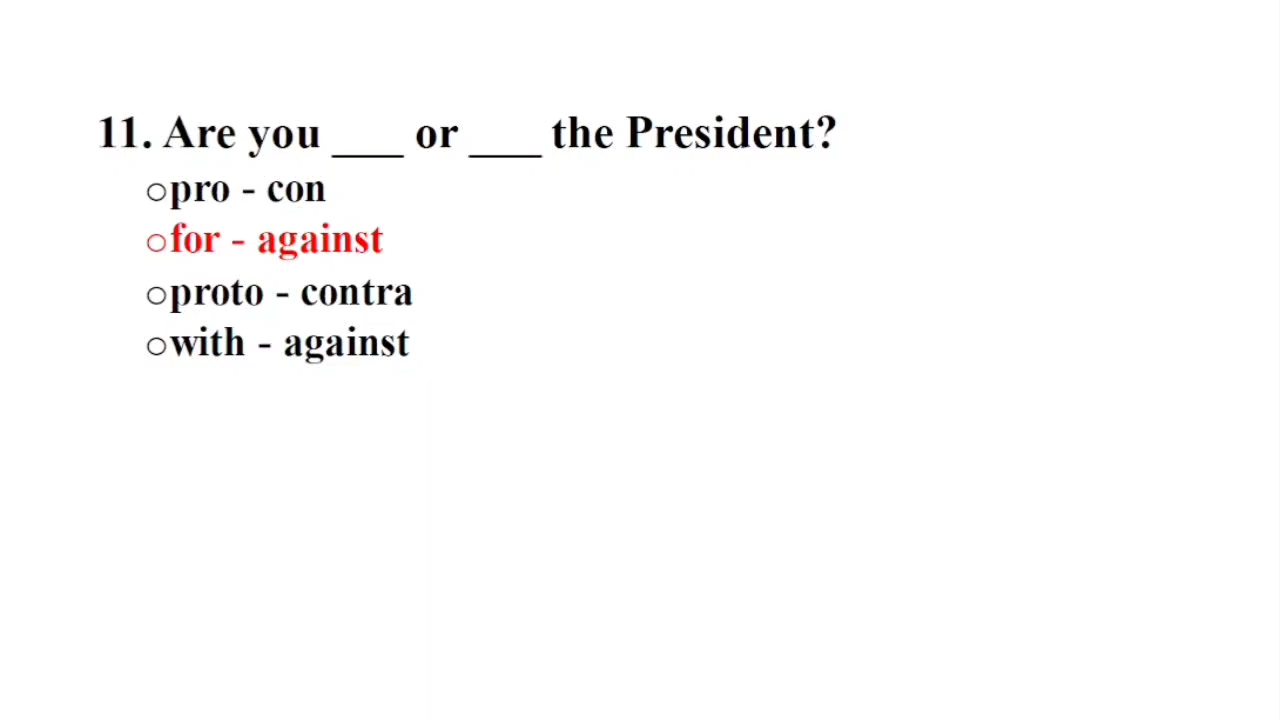 11. Are you ___ or ___ the President?
○pro - con
○for - against
○proto - contra
○with - against